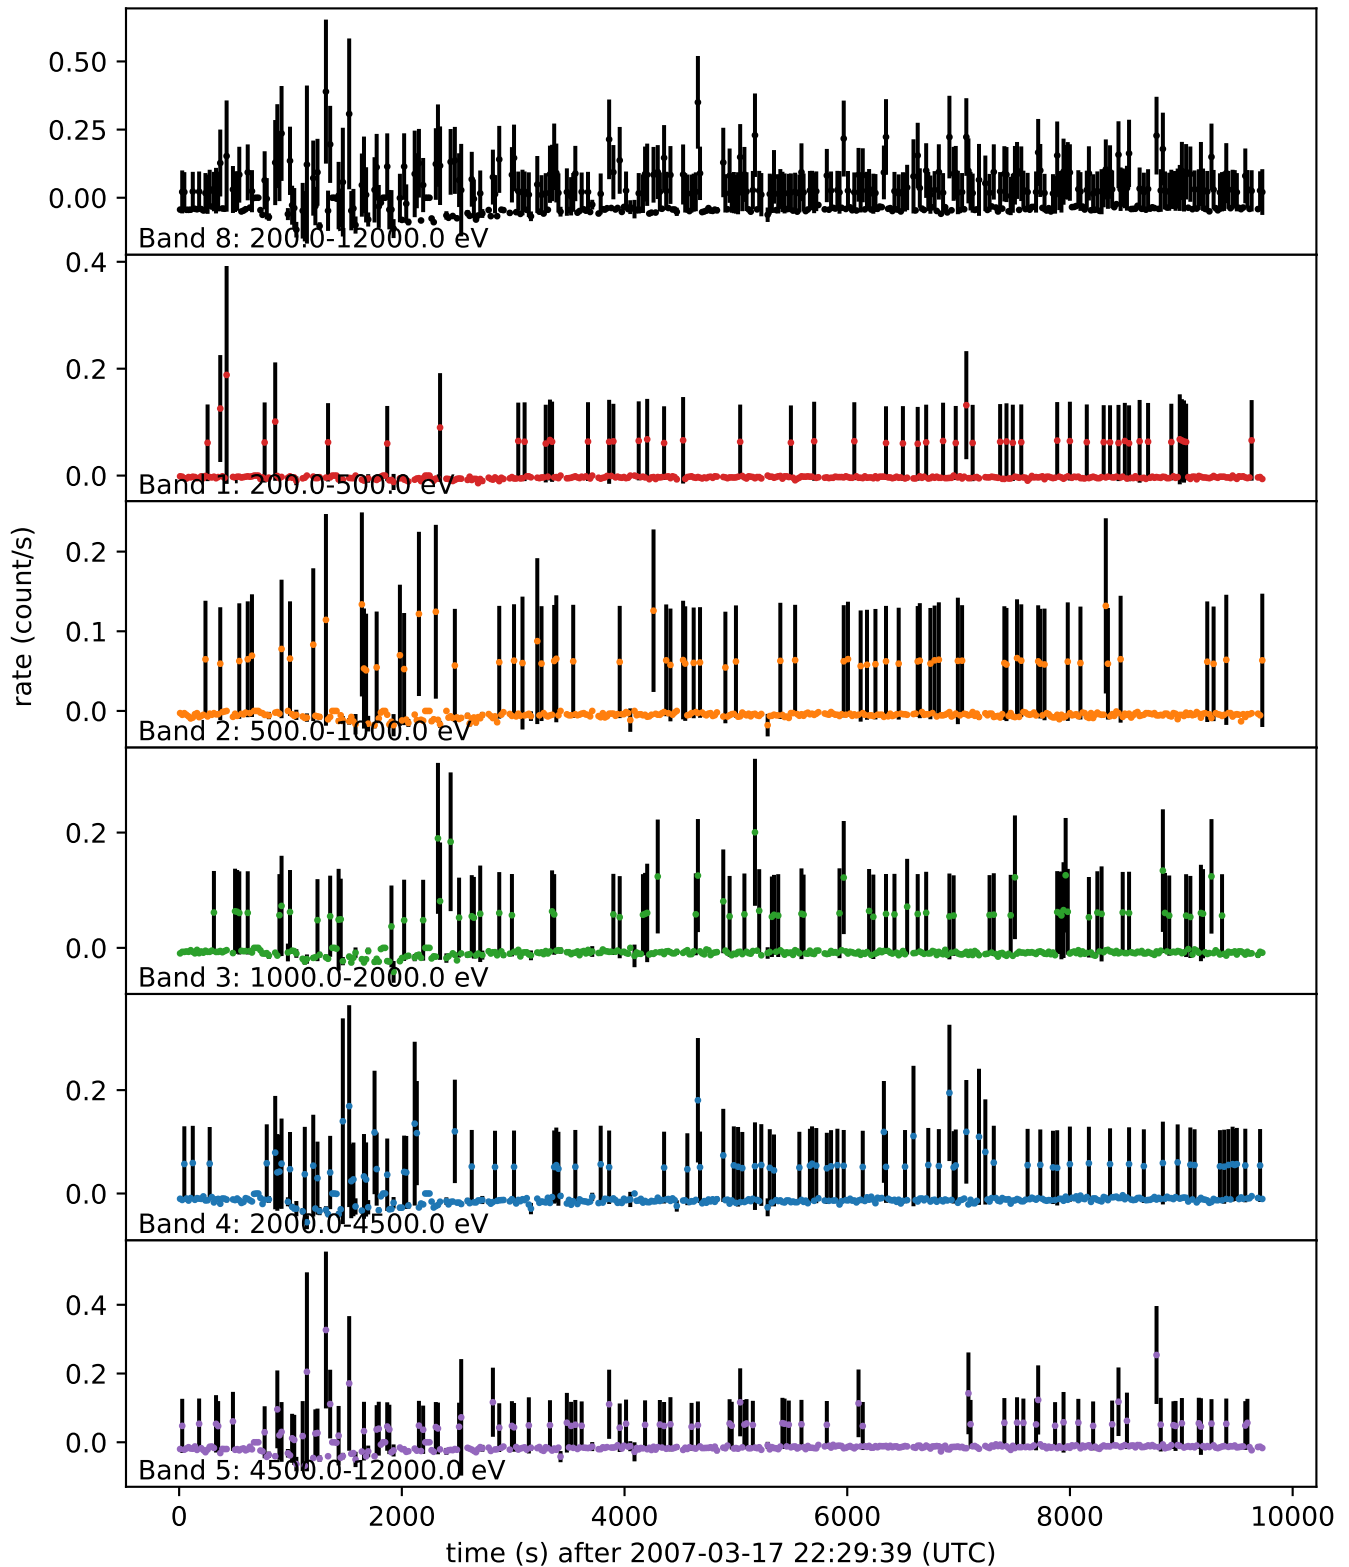 0.50
0.25
0.00
Band 8: 200.0-12000.0 eV
0.4
0.2
0.0
Band 1: 200.0-500.0 eV
0.2
0.1
0.0
Band 2: 500.0-1000.0 eV
rate (count/s)
0.2
0.0
Band 3: 1000.0-2000.0 eV
0.2
0.0
Band 4: 2000.0-4500.0 eV
0.4
0.2
0.0
Band 5: 4500.0-12000.0 eV
0 2000 4000 6000 8000 10000
time (s) after 2007-03-17 22:29:39 (UTC)